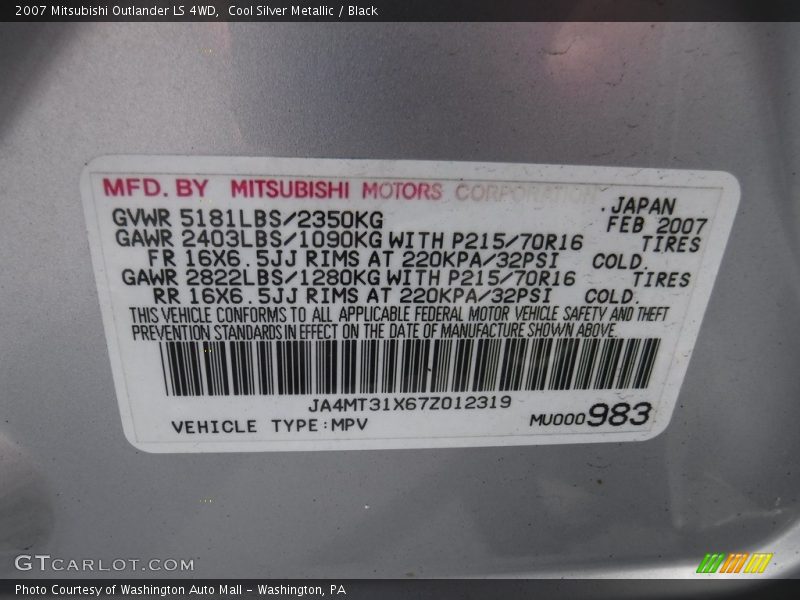 2007 Mitsubishi Outlander LS 4WD,  Cool Silver Metallic / Black
MFD. BY MITSUBISHI MOTORS CORPORATION
.JAPAN
GVWR 5181LBS/2350KG FEB 2007
GAWR 2403LBS/1090KG WITH P215/70R16 TIRES
FR 16X6.5JJ RIMS AT 220KPA/32PSI COLD.
GAWR 2822LBS/1280KG WITH P215/70R16 TIRES
RR 16X6.5JJ RIMS AT 220KPA/32PSI COLD.
THIS VEHICLE CONFORMS TO ALL APPLICABLE FEDERAL MOTOR VEHICLE SAFETY AND THEFT
PREVENTION STANDARDS IN EFFECT ON THE DATE OF MANUFACTURE SHOWN ABOVE.
JA4MT31X67Z012319
VEHICLE TYPE:MPV MU000983
GTCARLOT.COM
Photo Courtesy of Washington Auto Mall - Washington, PA